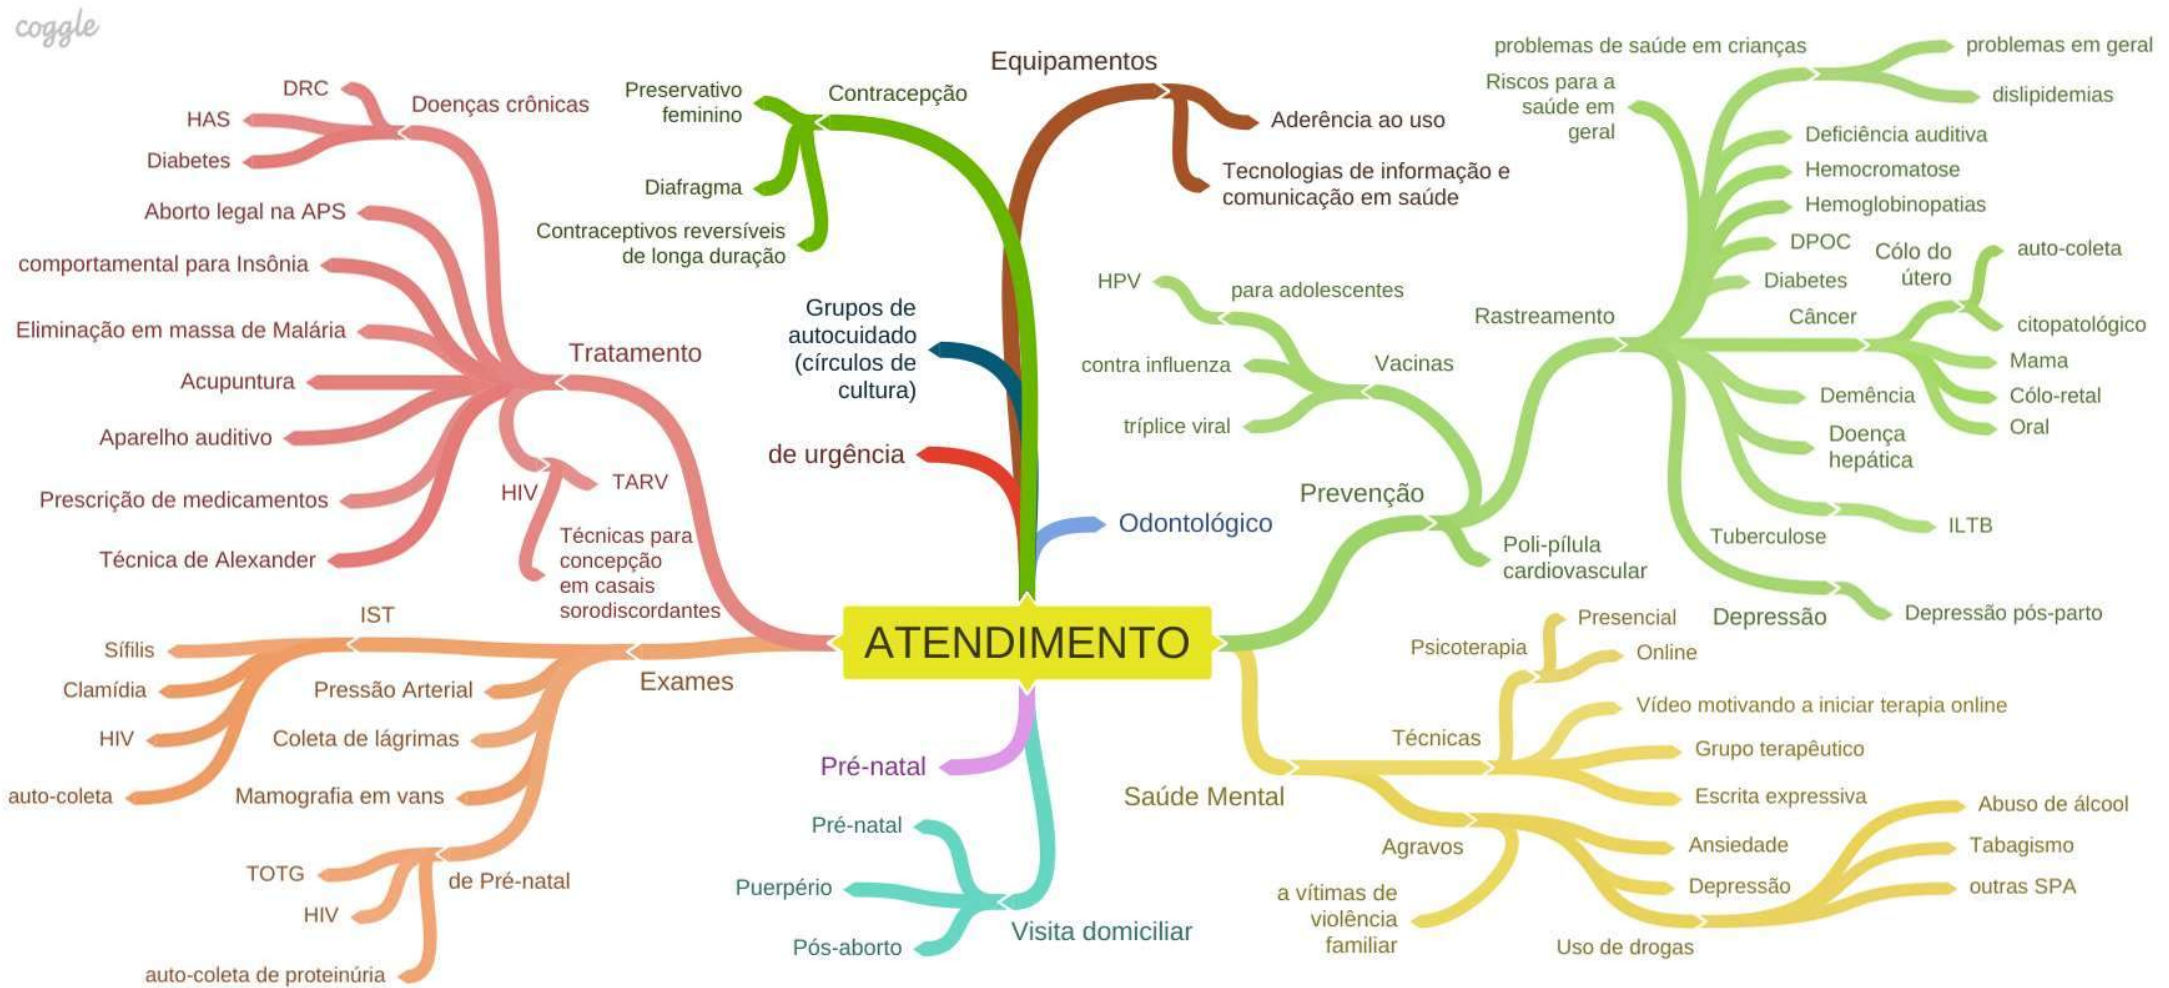 coggle
DRC
HAS
Diabetes
Doenças crônicas
Aborto legal na APS
comportamental para Insônia
Eliminação em massa de Malária
Acupuntura
Aparelho auditivo
Prescrição de medicamentos
Técnica de Alexander
HIV
TARV
Técnicas para
concepção
em casais
sorodiscordantes
Tratamento
Preservativo
feminino
Diafragma
Contraceptivos reversíveis
de longa duração
Contracepção
Equipamentos
Aderência ao uso
Tecnologias de informação e
comunicação em saúde
Grupos de
autocuidado
(círculos de
cultura)
de urgência
Odontológico
ATENDIMENTO
Prevenção
Vacinas
HPV
para adolescentes
contra influenza
tríplice viral
Poli-pílula
cardiovascular
Rastreamento
problemas de saúde em crianças
problemas em geral
dislipidemias
Riscos para a
saúde em
geral
Deficiência auditiva
Hemocromatose
Hemoglobinopatias
DPOC
Diabetes
Câncer
Cólo do
útero
auto-coleta
citopatológico
Mama
Cólo-retal
Oral
Demência
Doença
hepática
Tuberculose
ILTB
Depressão
Depressão pós-parto
IST
Sífilis
Clamídia
HIV
auto-coleta
Exames
Pressão Arterial
Coleta de lágrimas
Mamografia em vans
de Pré-natal
TOTG
HIV
auto-coleta de proteinúria
Pré-natal
Visita domiciliar
Pré-natal
Puerpério
Pós-aborto
Saúde Mental
Técnicas
Psicoterapia
Presencial
Online
Vídeo motivando a iniciar terapia online
Grupo terapêutico
Escrita expressiva
Agravos
Ansiedade
Depressão
a vítimas de
violência
familiar
Uso de drogas
Abuso de álcool
Tabagismo
outras SPA